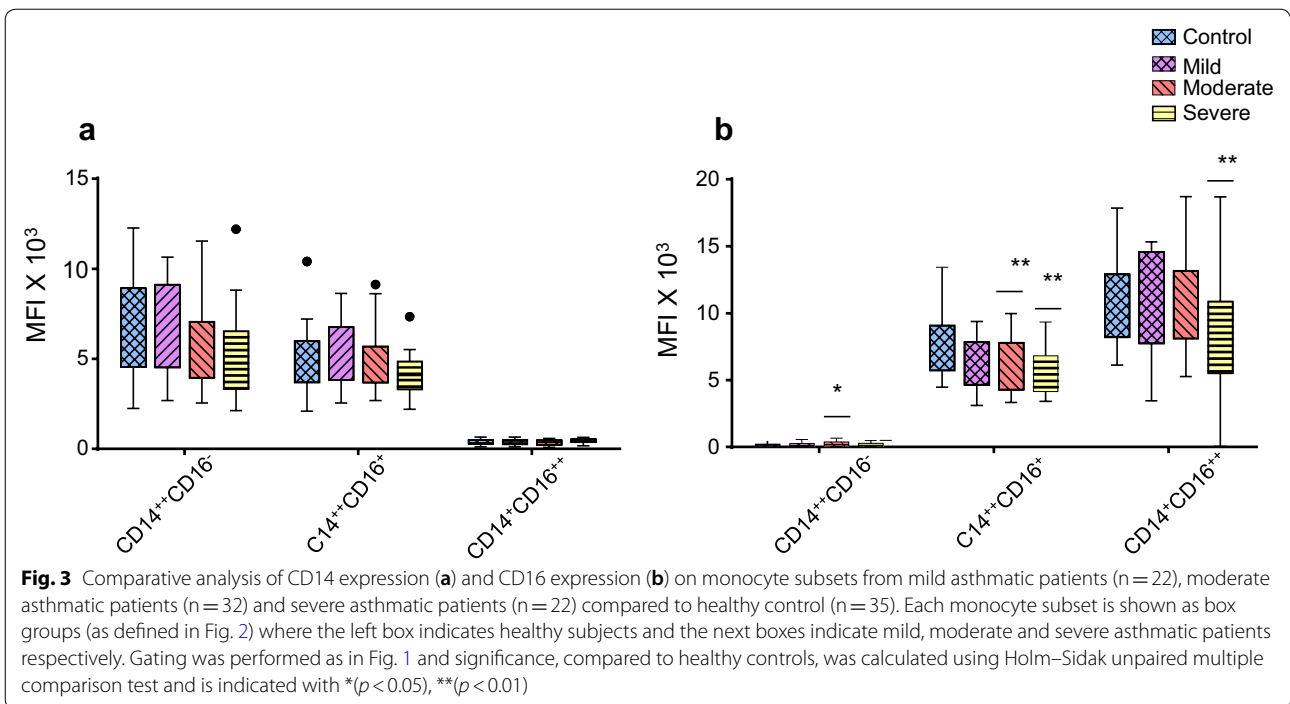 Control
Mild
Moderate
Severe
a
MFI X 10³
15
10
5
0
CD14⁺⁺CD16⁻
C14⁺⁺CD16⁺
CD14⁺CD16⁺⁺
b
MFI X 10³
20
15
10
5
0
*
**
**
**
CD14⁺⁺CD16⁻
C14⁺⁺CD16⁺
CD14⁺CD16⁺⁺
Fig. 3 Comparative analysis of CD14 expression (a) and CD16 expression (b) on monocyte subsets from mild asthmatic patients (n = 22), moderate
asthmatic patients (n = 32) and severe asthmatic patients (n = 22) compared to healthy control (n = 35). Each monocyte subset is shown as box
groups (as defined in Fig. 2) where the left box indicates healthy subjects and the next boxes indicate mild, moderate and severe asthmatic patients
respectively. Gating was performed as in Fig. 1 and significance, compared to healthy controls, was calculated using Holm–Sidak unpaired multiple
comparison test and is indicated with *(p < 0.05), **(p < 0.01)